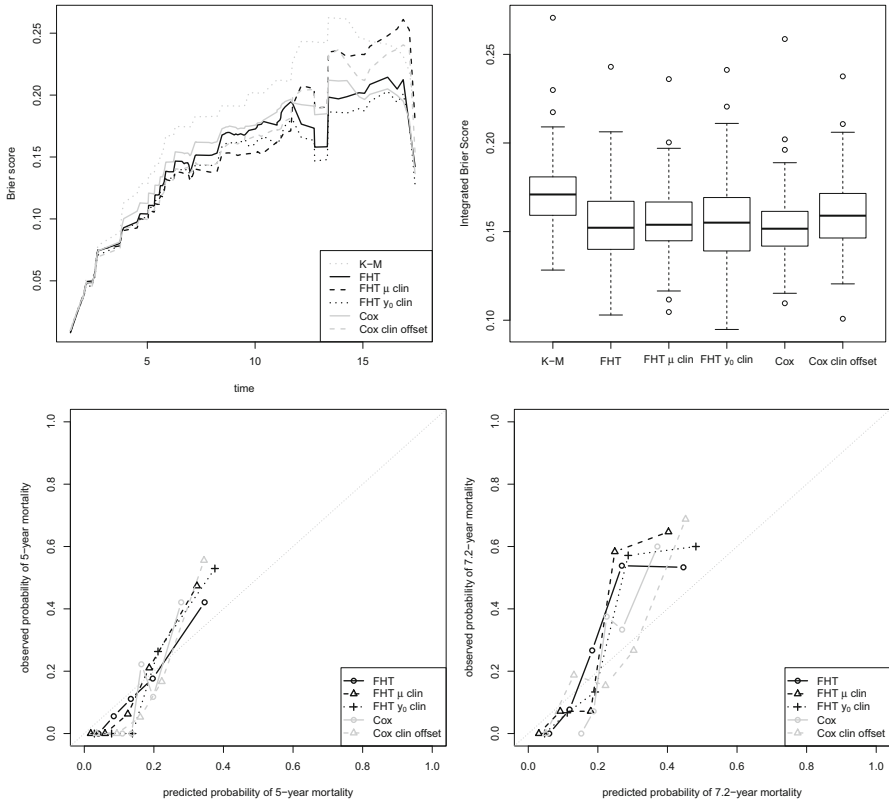 Brier score
0.05 0.10 0.15 0.20 0.25
5 10 15
time
K−M
FHT
FHT μ clin
FHT y₀ clin
Cox
Cox clin offset
Integrated Brier Score
0.10 0.15 0.20 0.25
K−M FHT FHT μ clin FHT y₀ clin Cox Cox clin offset
observed probability of 5−year mortality
0.0 0.2 0.4 0.6 0.8 1.0
0.0 0.2 0.4 0.6 0.8 1.0
predicted probability of 5−year mortality
FHT
FHT μ clin
FHT y₀ clin
Cox
Cox clin offset
observed probability of 7.2−year mortality
0.0 0.2 0.4 0.6 0.8 1.0
0.0 0.2 0.4 0.6 0.8 1.0
predicted probability of 7.2−year mortality
FHT
FHT μ clin
FHT y₀ clin
Cox
Cox clin offset